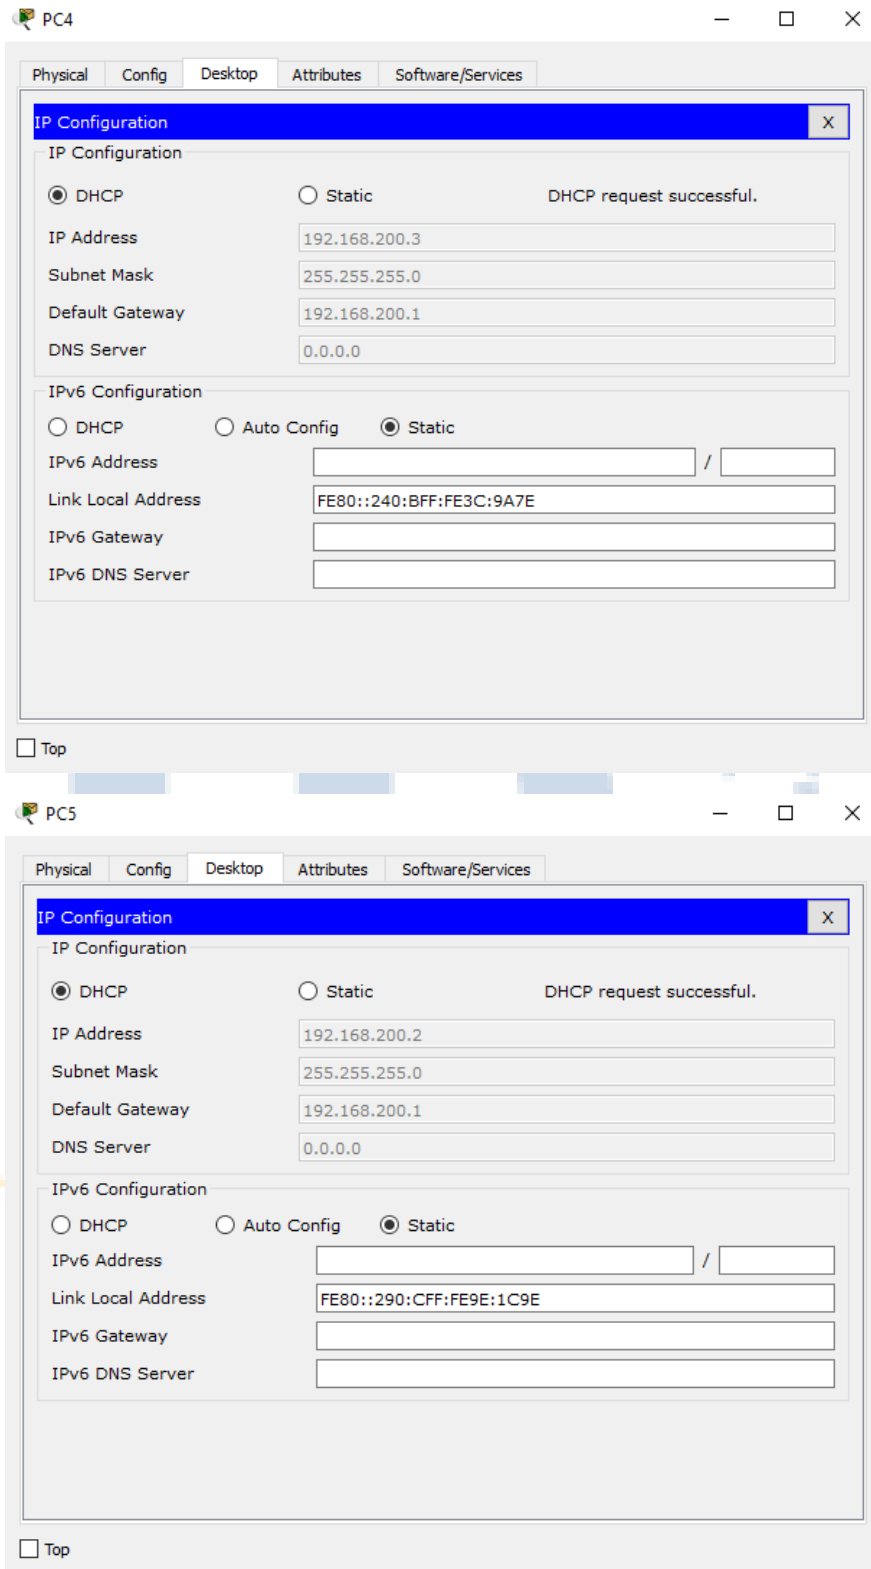 PC4
Physical Config Desktop Attributes Software/Services
IP Configuration X
IP Configuration
DHCP Static DHCP request successful.
IP Address 192.168.200.3
Subnet Mask 255.255.255.0
Default Gateway 192.168.200.1
DNS Server 0.0.0.0
IPv6 Configuration
DHCP Auto Config Static
IPv6 Address /
Link Local Address FE80::240:BFF:FE3C:9A7E
IPv6 Gateway
IPv6 DNS Server
Top
PC5
Physical Config Desktop Attributes Software/Services
IP Configuration X
IP Configuration
DHCP Static DHCP request successful.
IP Address 192.168.200.2
Subnet Mask 255.255.255.0
Default Gateway 192.168.200.1
DNS Server 0.0.0.0
IPv6 Configuration
DHCP Auto Config Static
IPv6 Address /
Link Local Address FE80::290:CFF:FE9E:1C9E
IPv6 Gateway
IPv6 DNS Server
Top